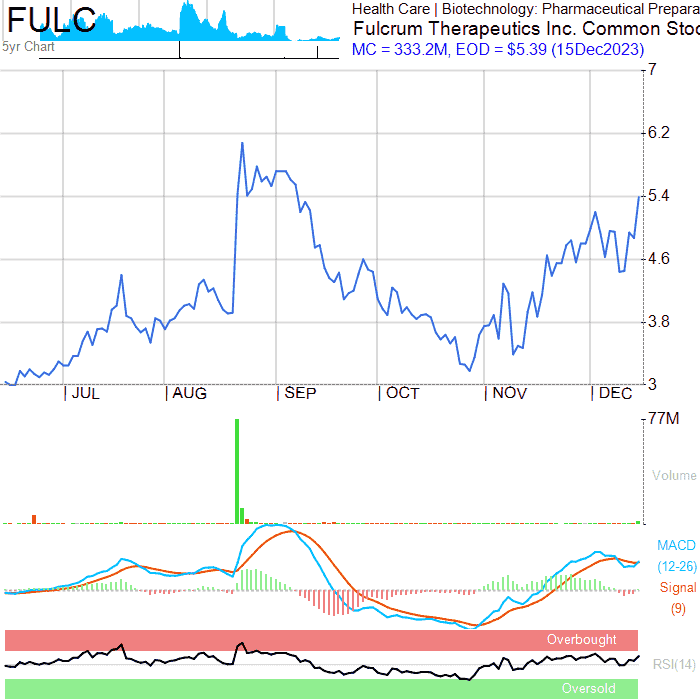 FULC
5yr Chart
Health Care | Biotechnology: Pharmaceutical Prepara
Fulcrum Therapeutics Inc. Common Stoc
MC = 333.2M, EOD = $5.39 (15Dec2023)
7
6.2
5.4
4.6
3.8
3
| JUL | AUG | SEP | OCT | NOV | DEC
77M
Volume
MACD
(12-26)
Signal
(9)
Overbought
RSI(14)
Oversold